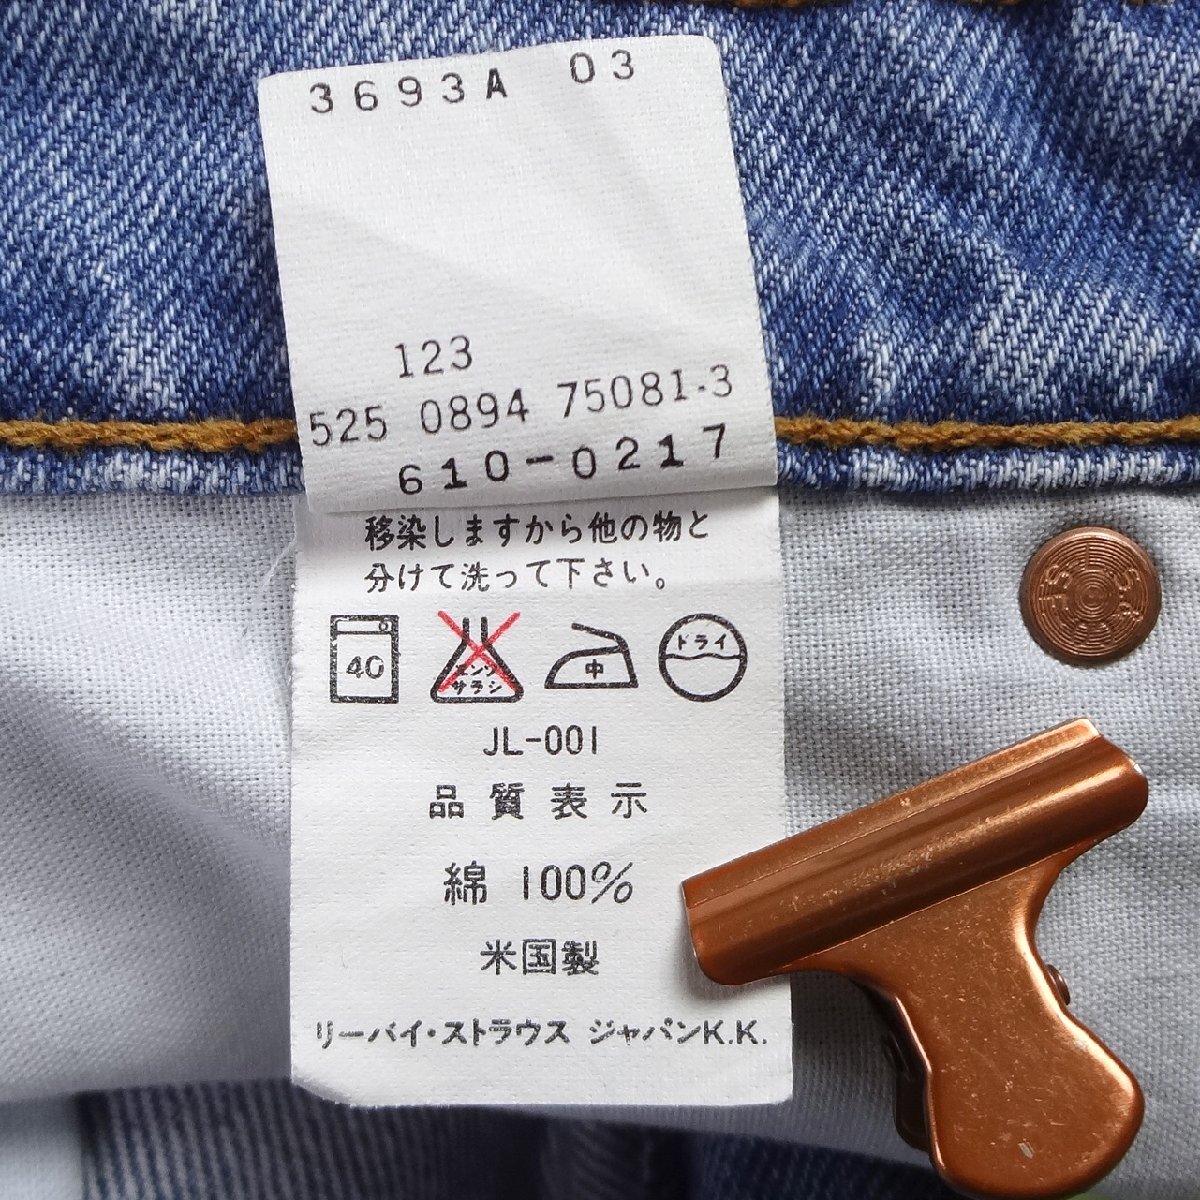 3693A 03
123
525 0894 75081-3
610-0217
移染しますから他の物と
分けて洗って下さい。
40
エンソ
サラシ
中
ドライ
JL-001
品質表示
綿 100%
米国製
リーバイ・ストラウス ジャパンK.K.